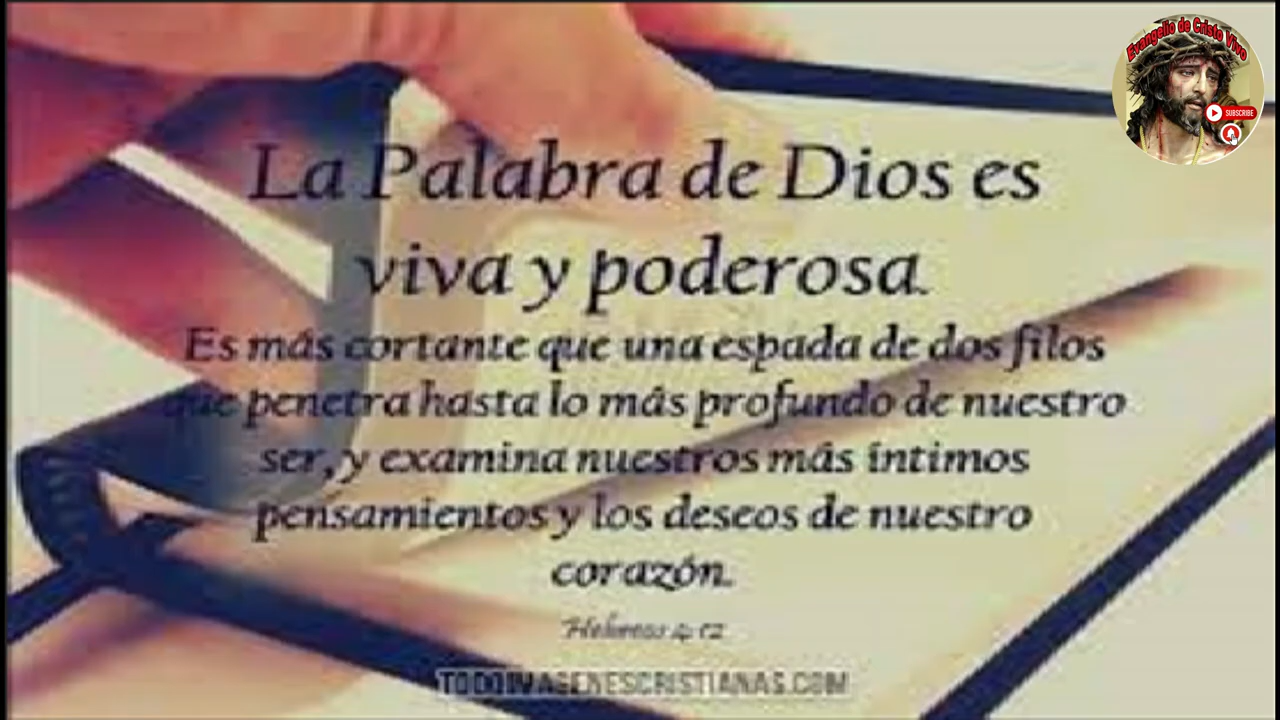 Evangelio de Cristo Vivo
SUBSCRIBE
La Palabra de Dios es
viva y poderosa.
Es más cortante que una espada de dos filos
que penetra hasta lo más profundo de nuestro
ser, y examina nuestros más íntimos
pensamientos y los deseos de nuestro
corazón.
Hebreos 4:12
TODOIMAGENESCRISTIANAS.COM